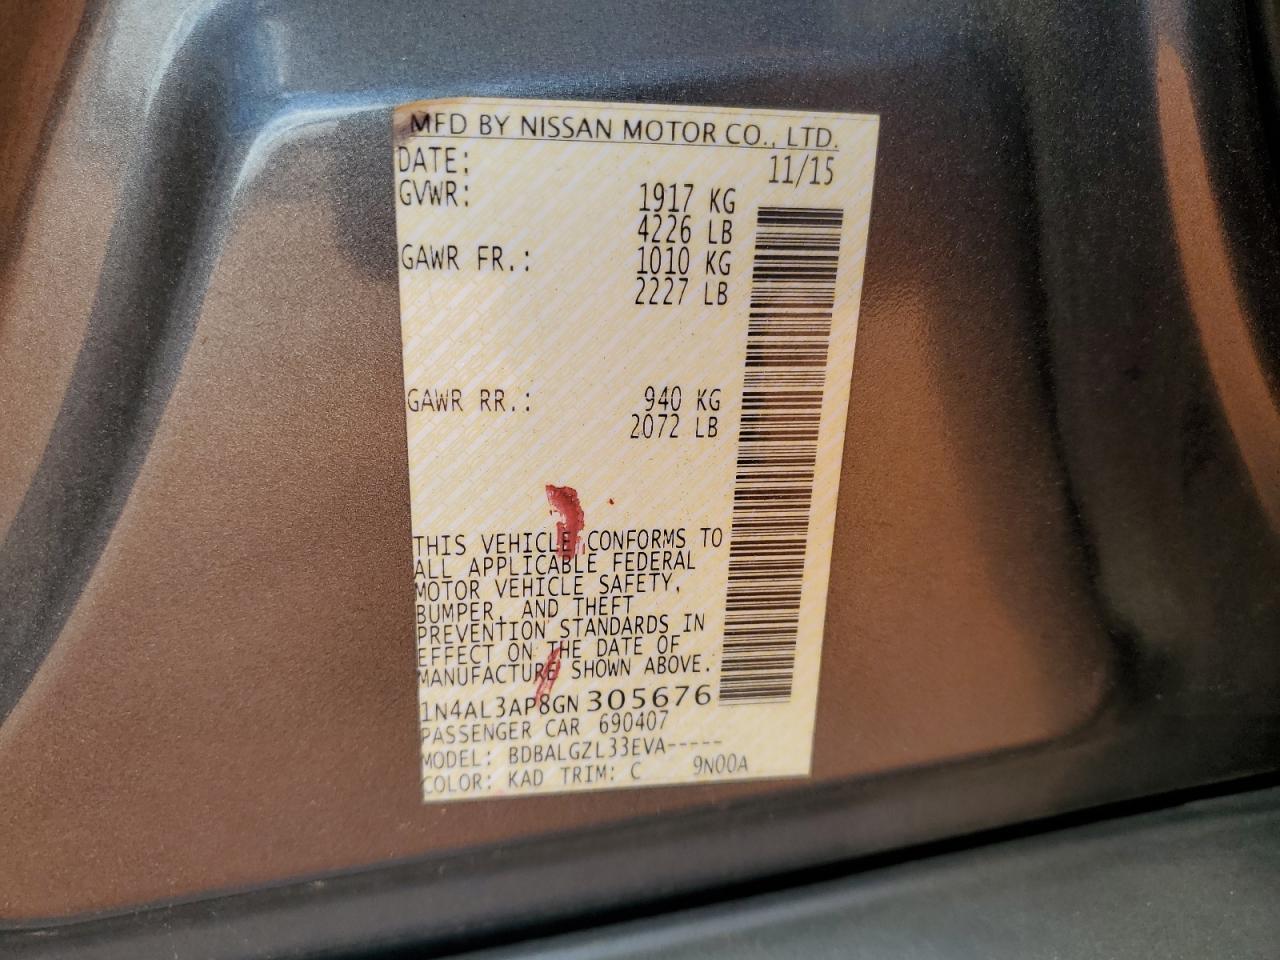 MFD BY NISSAN MOTOR CO., LTD.
DATE: 11/15
GVWR: 1917 KG
4226 LB
GAWR FR.: 1010 KG
2227 LB
GAWR RR.: 940 KG
2072 LB
THIS VEHICLE CONFORMS TO
ALL APPLICABLE FEDERAL
MOTOR VEHICLE SAFETY,
BUMPER, AND THEFT
PREVENTION STANDARDS IN
EFFECT ON THE DATE OF
MANUFACTURE SHOWN ABOVE.
1N4AL3AP8GN 305676
PASSENGER CAR 690407
MODEL: BDBALGZL33EVA-----
COLOR: KAD TRIM: C 9N00A